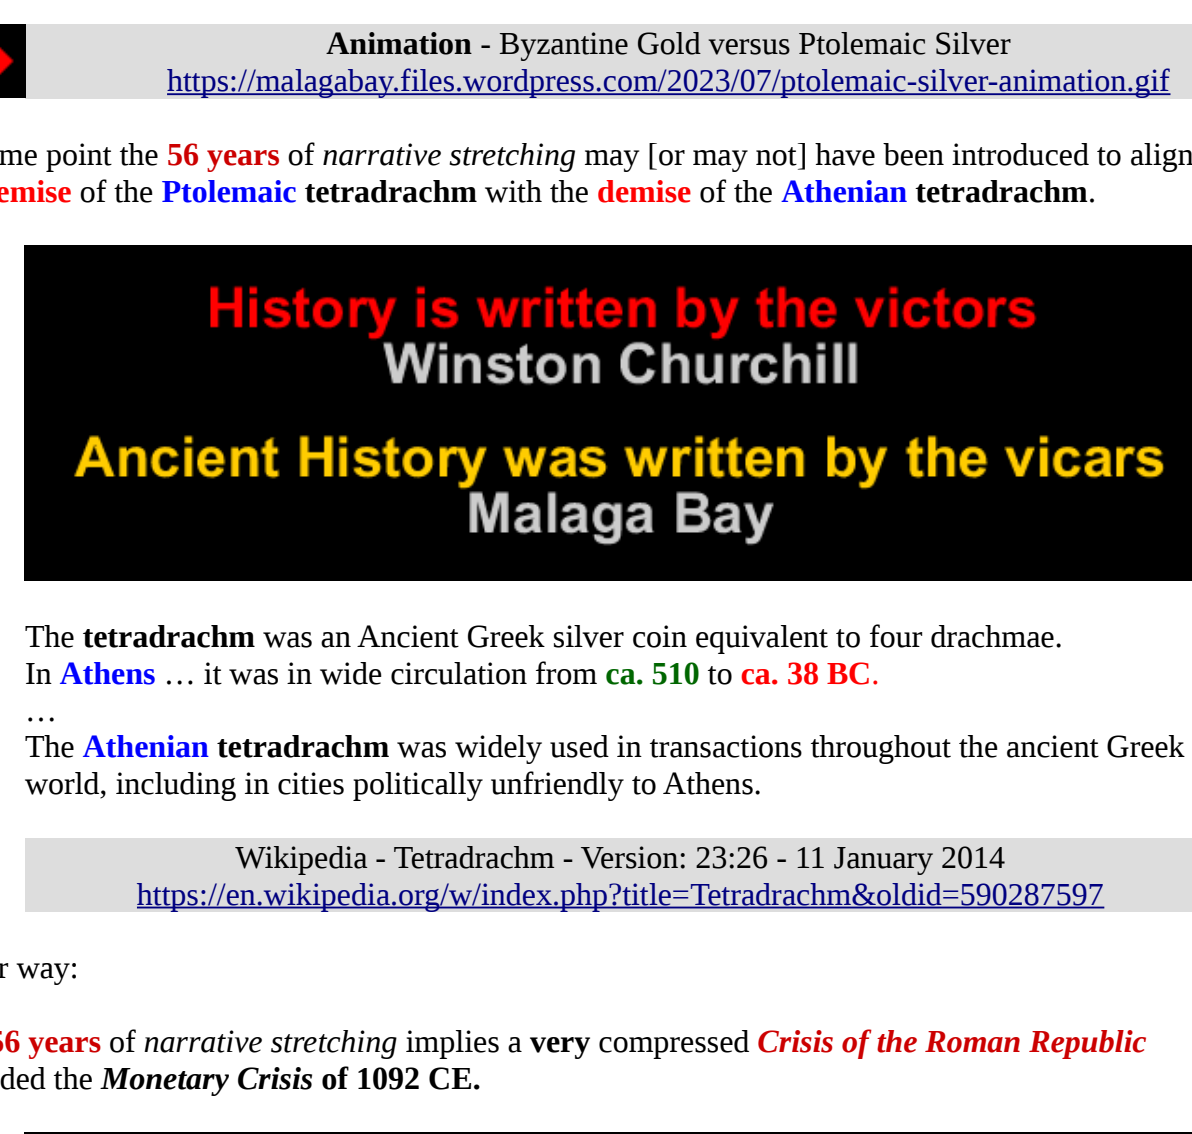 Animation - Byzantine Gold versus Ptolemaic Silver
https://malagabay.files.wordpress.com/2023/07/ptolemaic-silver-animation.gif
me point the 56 years of narrative stretching may [or may not] have been introduced to align
emise of the Ptolemaic tetradrachm with the demise of the Athenian tetradrachm.
History is written by the victors
Winston Churchill
Ancient History was written by the vicars
Malaga Bay
The tetradrachm was an Ancient Greek silver coin equivalent to four drachmae.
In Athens … it was in wide circulation from ca. 510 to ca. 38 BC.
…
The Athenian tetradrachm was widely used in transactions throughout the ancient Greek
world, including in cities politically unfriendly to Athens.
Wikipedia - Tetradrachm - Version: 23:26 - 11 January 2014
https://en.wikipedia.org/w/index.php?title=Tetradrachm&oldid=590287597
r way:
56 years of narrative stretching implies a very compressed Crisis of the Roman Republic
ded the Monetary Crisis of 1092 CE.